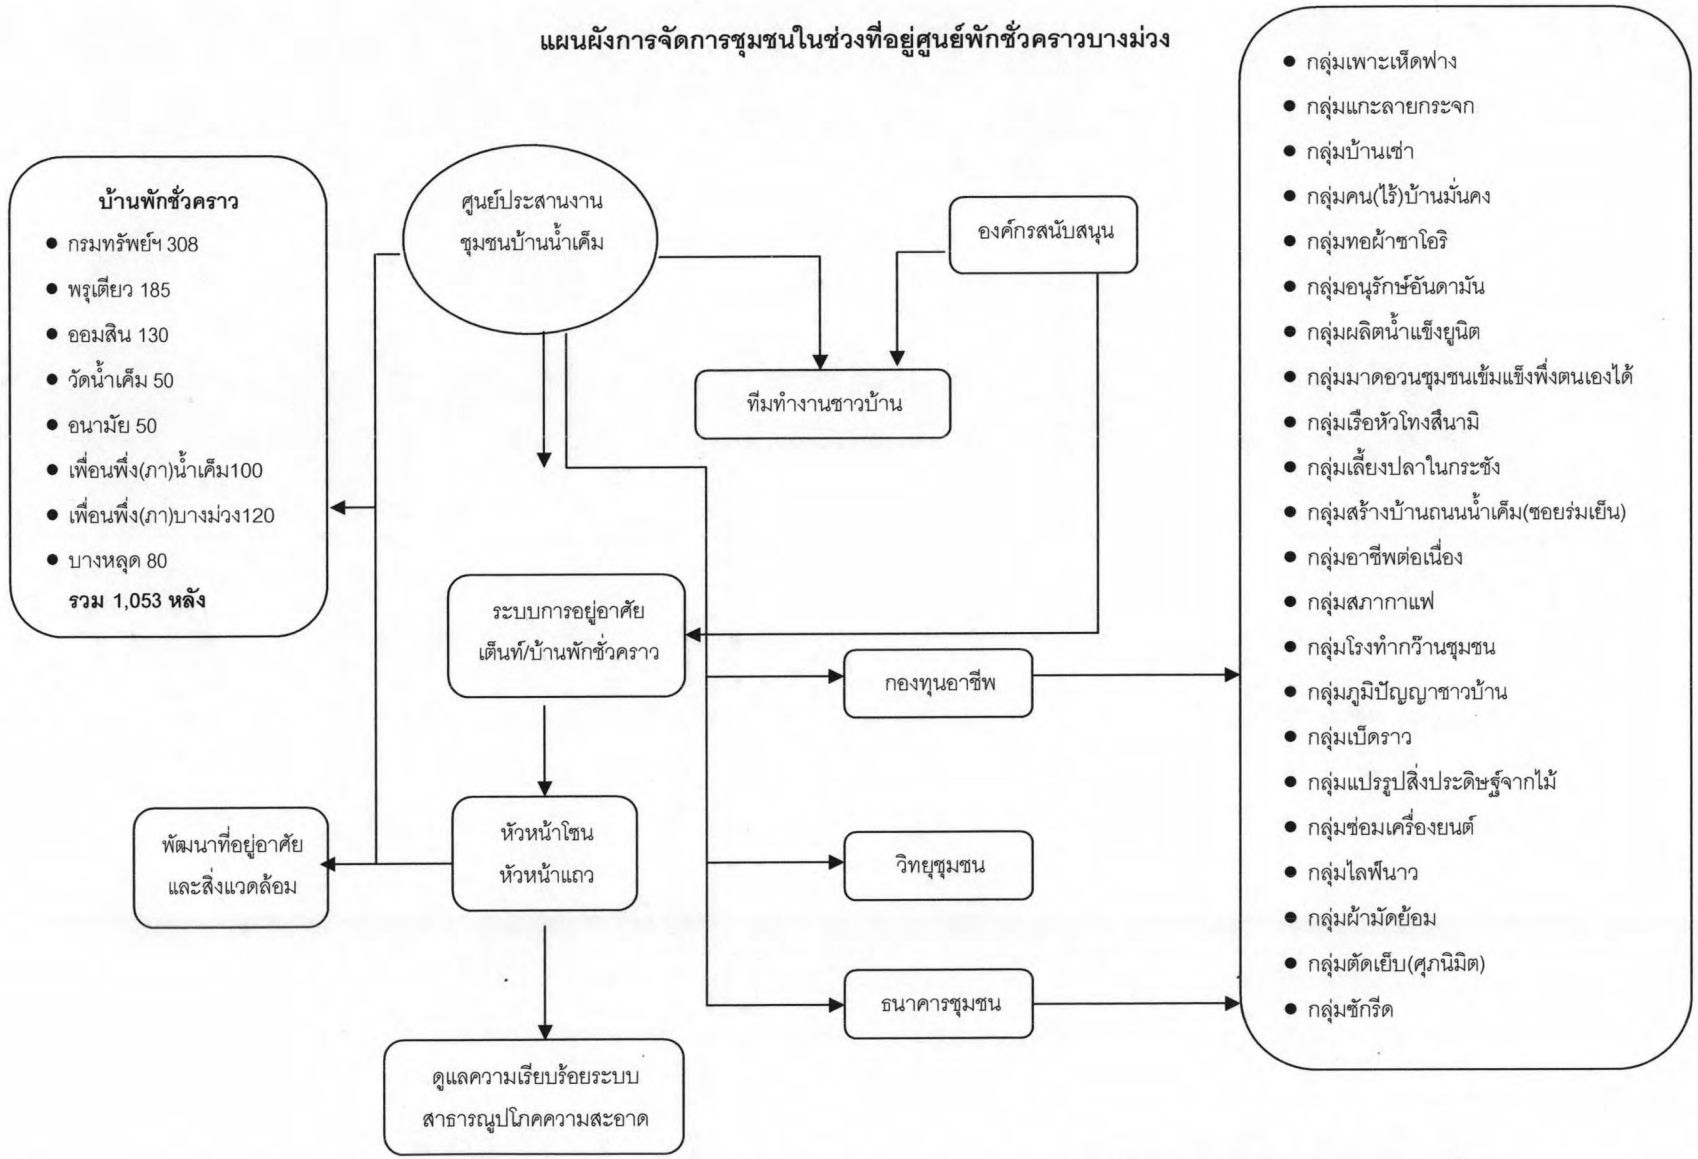 แผนผังการจัดการชุมชนในช่วงที่อยู่ศูนย์พักชั่วคราวบางม่วง
บ้านพักชั่วคราว
● กรมทรัพย์ฯ 308
● พรุเตียว 185
● ออมสิน 130
● วัดน้ำเค็ม 50
● อนามัย 50
● เพื่อนพึ่ง(ภา)น้ำเค็ม100
● เพื่อนพึ่ง(ภา)บางม่วง120
● บางหลุด 80
รวม 1,053 หลัง
ศูนย์ประสานงาน
ชุมชนบ้านน้ำเค็ม
องค์กรสนับสนุน
ทีมทำงานชาวบ้าน
ระบบการอยู่อาศัย
เต็นท์/บ้านพักชั่วคราว
กองทุนอาชีพ
หัวหน้าโซน
หัวหน้าแถว
พัฒนาที่อยู่อาศัย
และสิ่งแวดล้อม
วิทยุชุมชน
ธนาคารชุมชน
ดูแลความเรียบร้อยระบบ
สาธารณูปโภคความสะอาด
● กลุ่มเพาะเห็ดฟาง
● กลุ่มแกะลายกระจก
● กลุ่มบ้านเช่า
● กลุ่มคน(ไร้)บ้านมั่นคง
● กลุ่มทอผ้าซาโอริ
● กลุ่มอนุรักษ์อันดามัน
● กลุ่มผลิตน้ำแข็งยูนิต
● กลุ่มมาดอวนชุมชนเข้มแข็งพึ่งตนเองได้
● กลุ่มเรือหัวโทงสึนามิ
● กลุ่มเลี้ยงปลาในกระชัง
● กลุ่มสร้างบ้านถนนน้ำเค็ม(ซอยร่มเย็น)
● กลุ่มอาชีพต่อเนื่อง
● กลุ่มสภากาแฟ
● กลุ่มโรงทำกว๊านชุมชน
● กลุ่มภูมิปัญญาชาวบ้าน
● กลุ่มเบ็ดราว
● กลุ่มแปรรูปสิ่งประดิษฐ์จากไม้
● กลุ่มซ่อมเครื่องยนต์
● กลุ่มไลฟ์นาว
● กลุ่มผ้ามัดย้อม
● กลุ่มตัดเย็บ(ศุภนิมิต)
● กลุ่มซักรีด